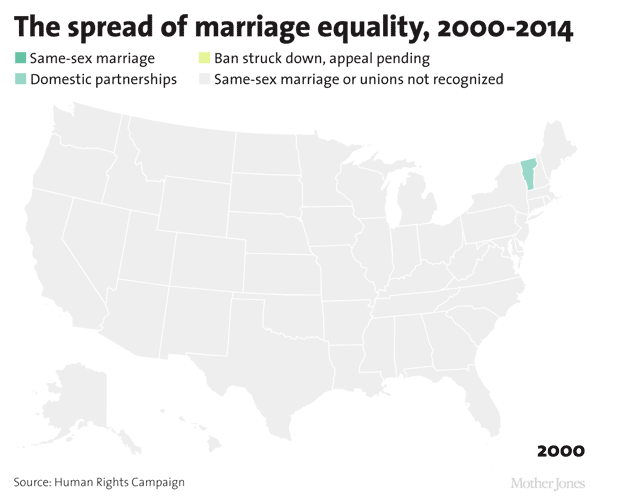 The spread of marriage equality, 2000-2014
Same-sex marriage
Ban struck down, appeal pending
Domestic partnerships
Same-sex marriage or unions not recognized
2000
Source: Human Rights Campaign
Mother Jones